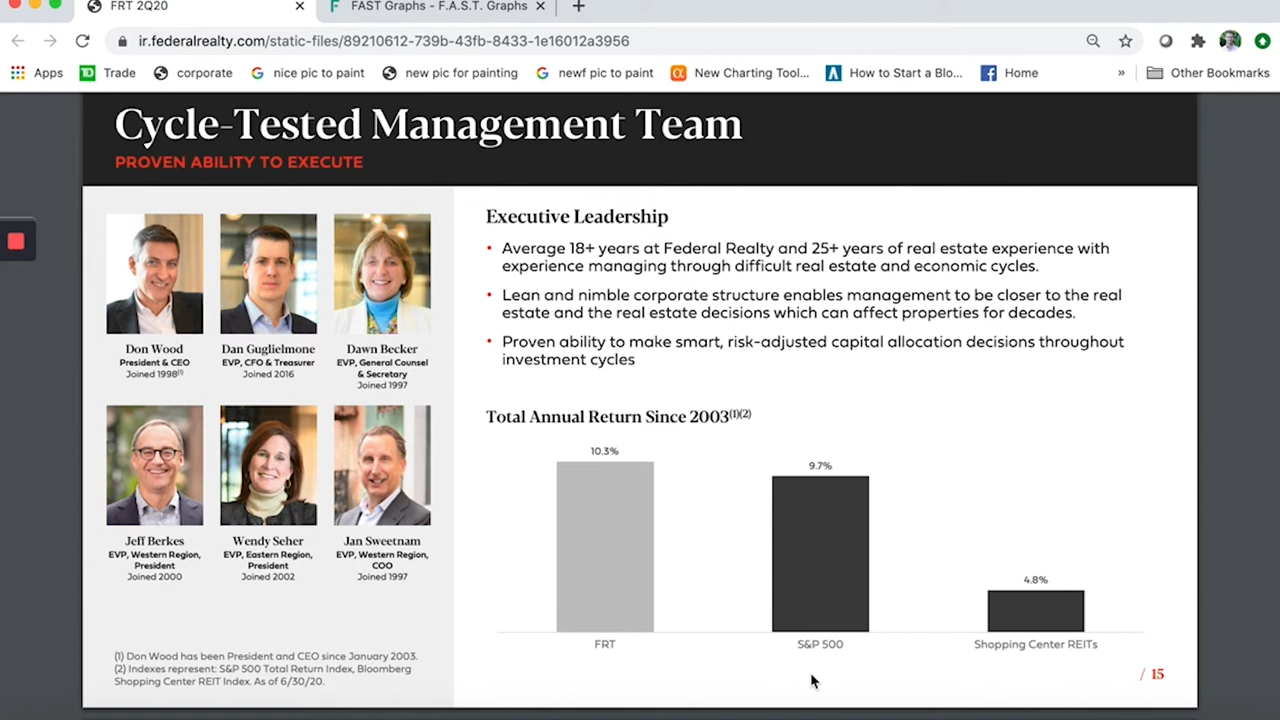 FRT 2Q20
FAST Graphs - F.A.S.T. Graphs
ir.federalrealty.com/static-files/89210612-739b-43fb-8433-1e16012a3956
Apps
TD Trade
corporate
G nice pic to paint
new pic for painting
G newf pic to paint
New Charting Tool...
How to Start a Blo...
Home
»
Other Bookmarks
Cycle-Tested Management Team
PROVEN ABILITY TO EXECUTE
Don Wood
President & CEO
Joined 1998(1)
Dan Guglielmone
EVP, CFO & Treasurer
Joined 2016
Dawn Becker
EVP, General Counsel
& Secretary
Joined 1997
Jeff Berkes
EVP, Western Region,
President
Joined 2000
Wendy Seher
EVP, Eastern Region,
President
Joined 2002
Jan Sweetnam
EVP, Western Region,
COO
Joined 1997
(1) Don Wood has been President and CEO since January 2003.
(2) Indexes represent: S&P 500 Total Return Index, Bloomberg
Shopping Center REIT Index. As of 6/30/20.
Executive Leadership
• Average 18+ years at Federal Realty and 25+ years of real estate experience with
experience managing through difficult real estate and economic cycles.
• Lean and nimble corporate structure enables management to be closer to the real
estate and the real estate decisions which can affect properties for decades.
• Proven ability to make smart, risk-adjusted capital allocation decisions throughout
investment cycles
Total Annual Return Since 2003(1)(2)
10.3%
9.7%
4.8%
FRT
S&P 500
Shopping Center REITs
/ 15